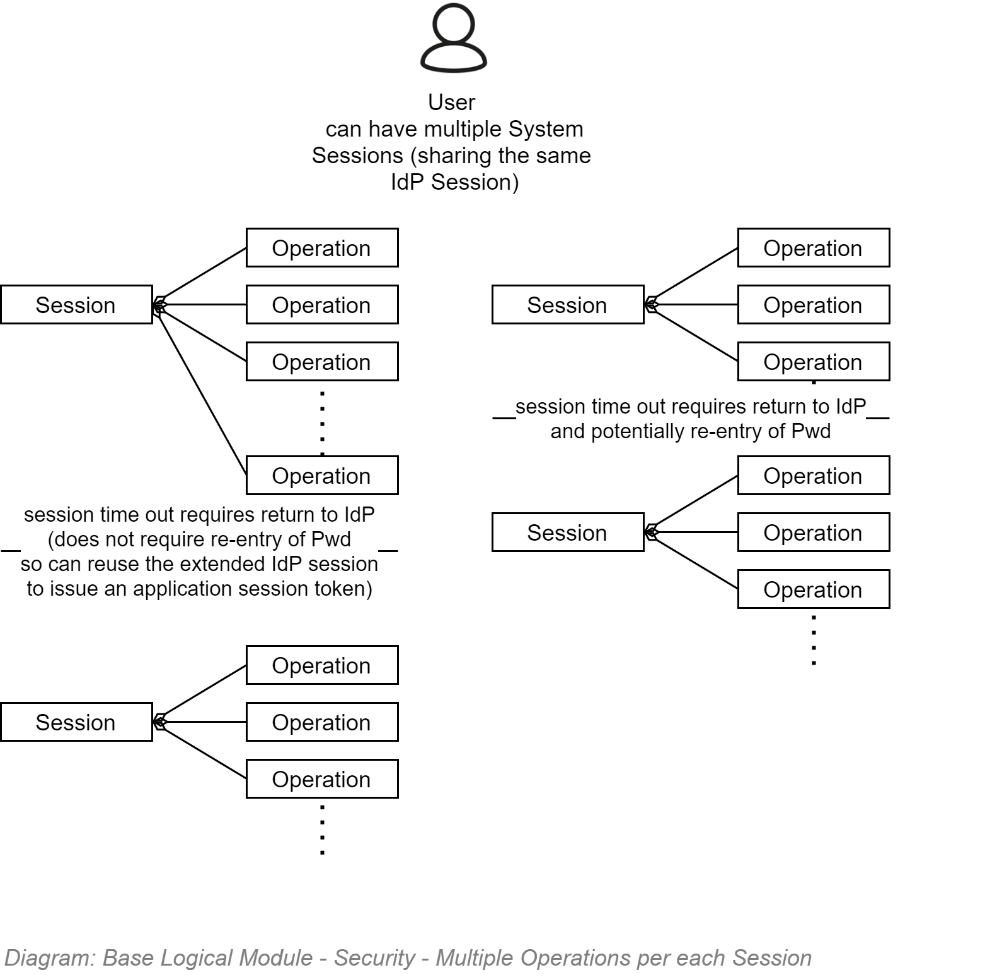 User
can have multiple System
Sessions (sharing the same
IdP Session)
Operation
Session
Operation
Operation
Operation
session time out requires return to IdP
(does not require re-entry of Pwd
so can reuse the extended IdP session
to issue an application session token)
Operation
Session
Operation
Operation
Operation
Session
Operation
Operation
session time out requires return to IdP
and potentially re-entry of Pwd
Operation
Session
Operation
Operation
Diagram: Base Logical Module - Security - Multiple Operations per each Session